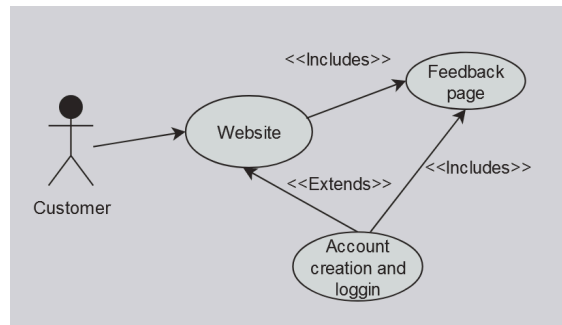 <<Includes>>
Feedback
page
Website
<<Extends>>
<<Includes>>
Customer
Account
creation and
loggin